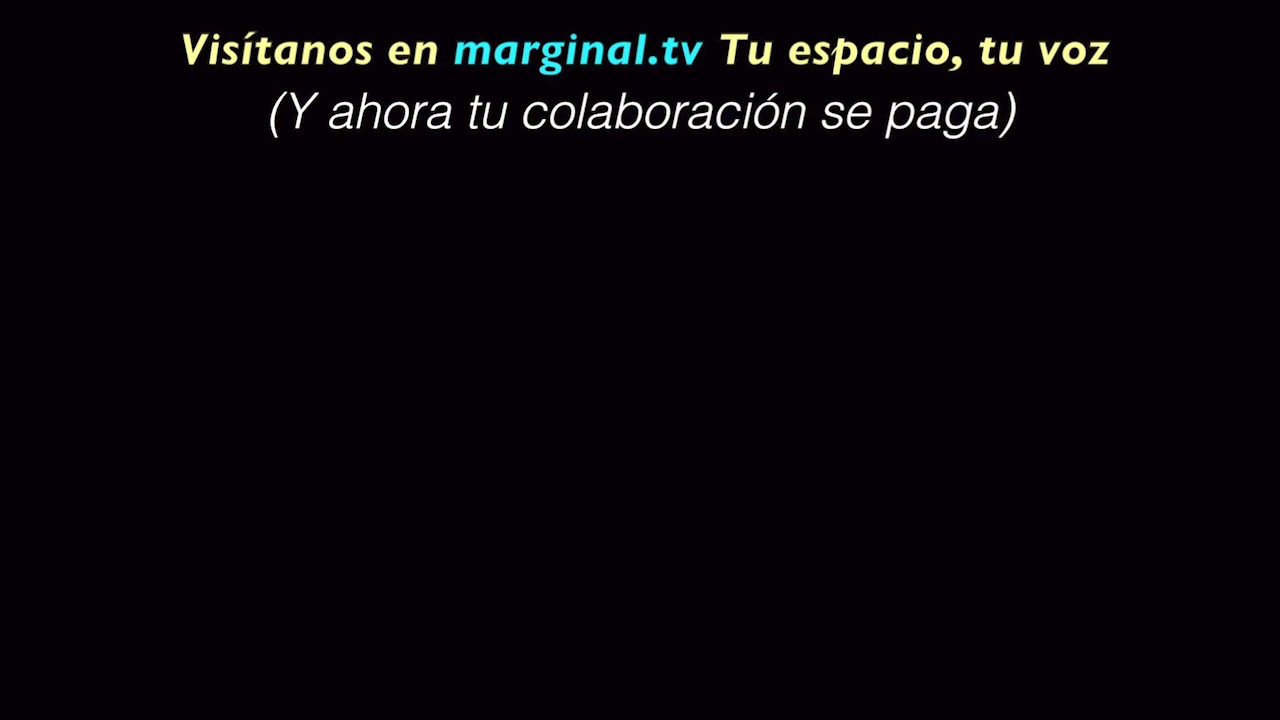 Visítanos en marginal.tv Tu espacio, tu voz
(Y ahora tu colaboración se paga)